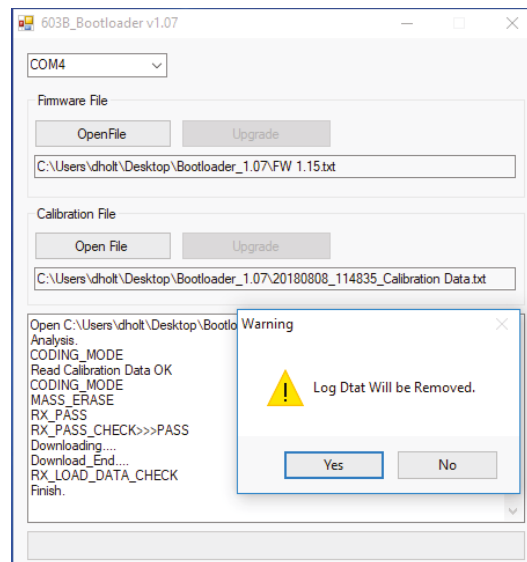 603B_Bootloader v1.07
COM4
Firmware File
OpenFile
Upgrade
C:\Users\dholt\Desktop\Bootloader_1.07\FW 1.15.txt
Calibration File
Open File
Upgrade
C:\Users\dholt\Desktop\Bootloader_1.07\20180808_114835_Calibration Data.txt
Open C:\Users\dholt\Desktop\Bootlo
Analysis.
CODING_MODE
Read Calibration Data OK
CODING_MODE
MASS_ERASE
RX_PASS
RX_PASS_CHECK>>>PASS
Downloading....
Download_End....
RX_LOAD_DATA_CHECK
Finish.
Warning
Log Dtat Will be Removed.
Yes
No